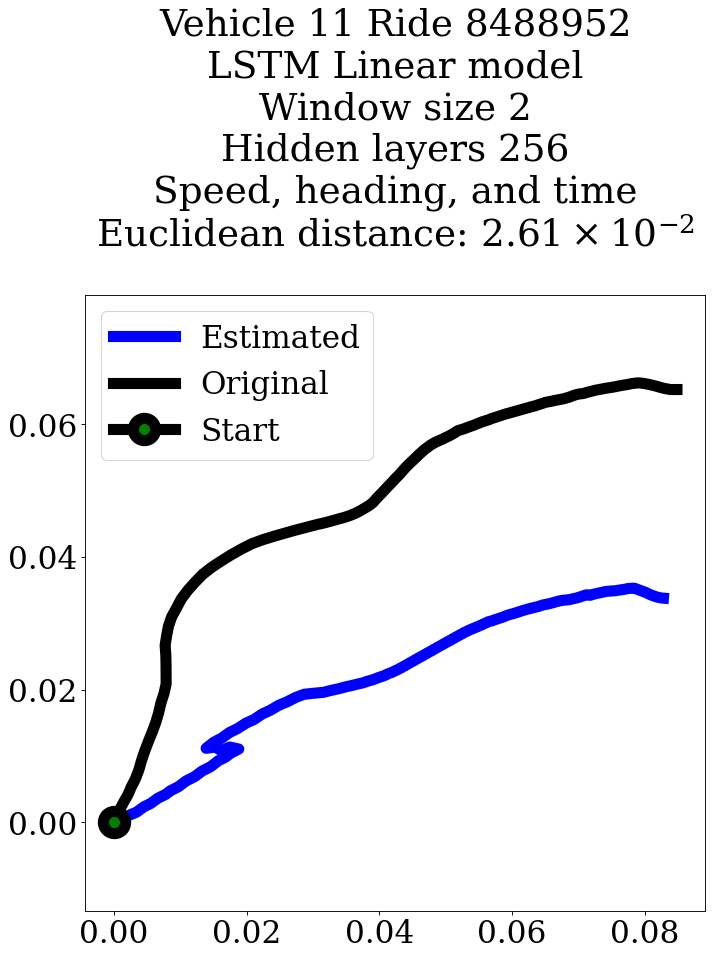 Vehicle 11 Ride 8488952
LSTM Linear model
Window size 2
Hidden layers 256
Speed, heading, and time
Euclidean distance: 2.61 × 10⁻²
Estimated
Original
Start
0.06
0.04
0.02
0.00
0.00 0.02 0.04 0.06 0.08